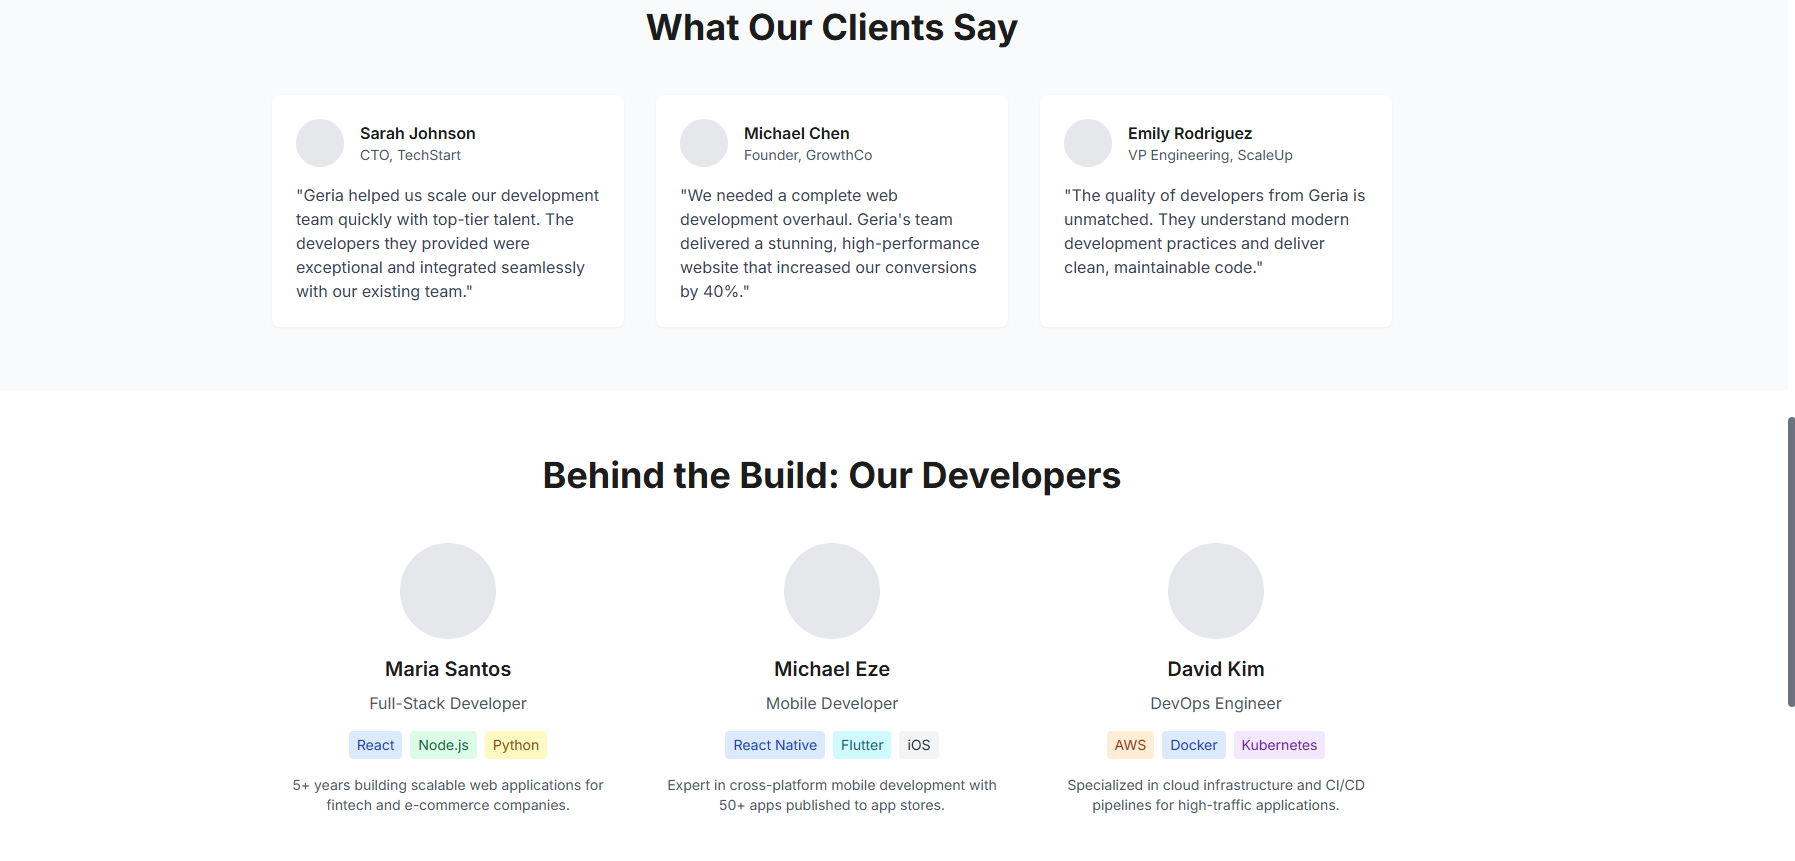 What Our Clients Say
Sarah Johnson
CTO, TechStart
"Geria helped us scale our development
team quickly with top-tier talent. The
developers they provided were
exceptional and integrated seamlessly
with our existing team."
Michael Chen
Founder, GrowthCo
"We needed a complete web
development overhaul. Geria's team
delivered a stunning, high-performance
website that increased our conversions
by 40%."
Emily Rodriguez
VP Engineering, ScaleUp
"The quality of developers from Geria is
unmatched. They understand modern
development practices and deliver
clean, maintainable code."
Behind the Build: Our Developers
Maria Santos
Full-Stack Developer
React Node.js Python
5+ years building scalable web applications for
fintech and e-commerce companies.
Michael Eze
Mobile Developer
React Native Flutter iOS
Expert in cross-platform mobile development with
50+ apps published to app stores.
David Kim
DevOps Engineer
AWS Docker Kubernetes
Specialized in cloud infrastructure and CI/CD
pipelines for high-traffic applications.